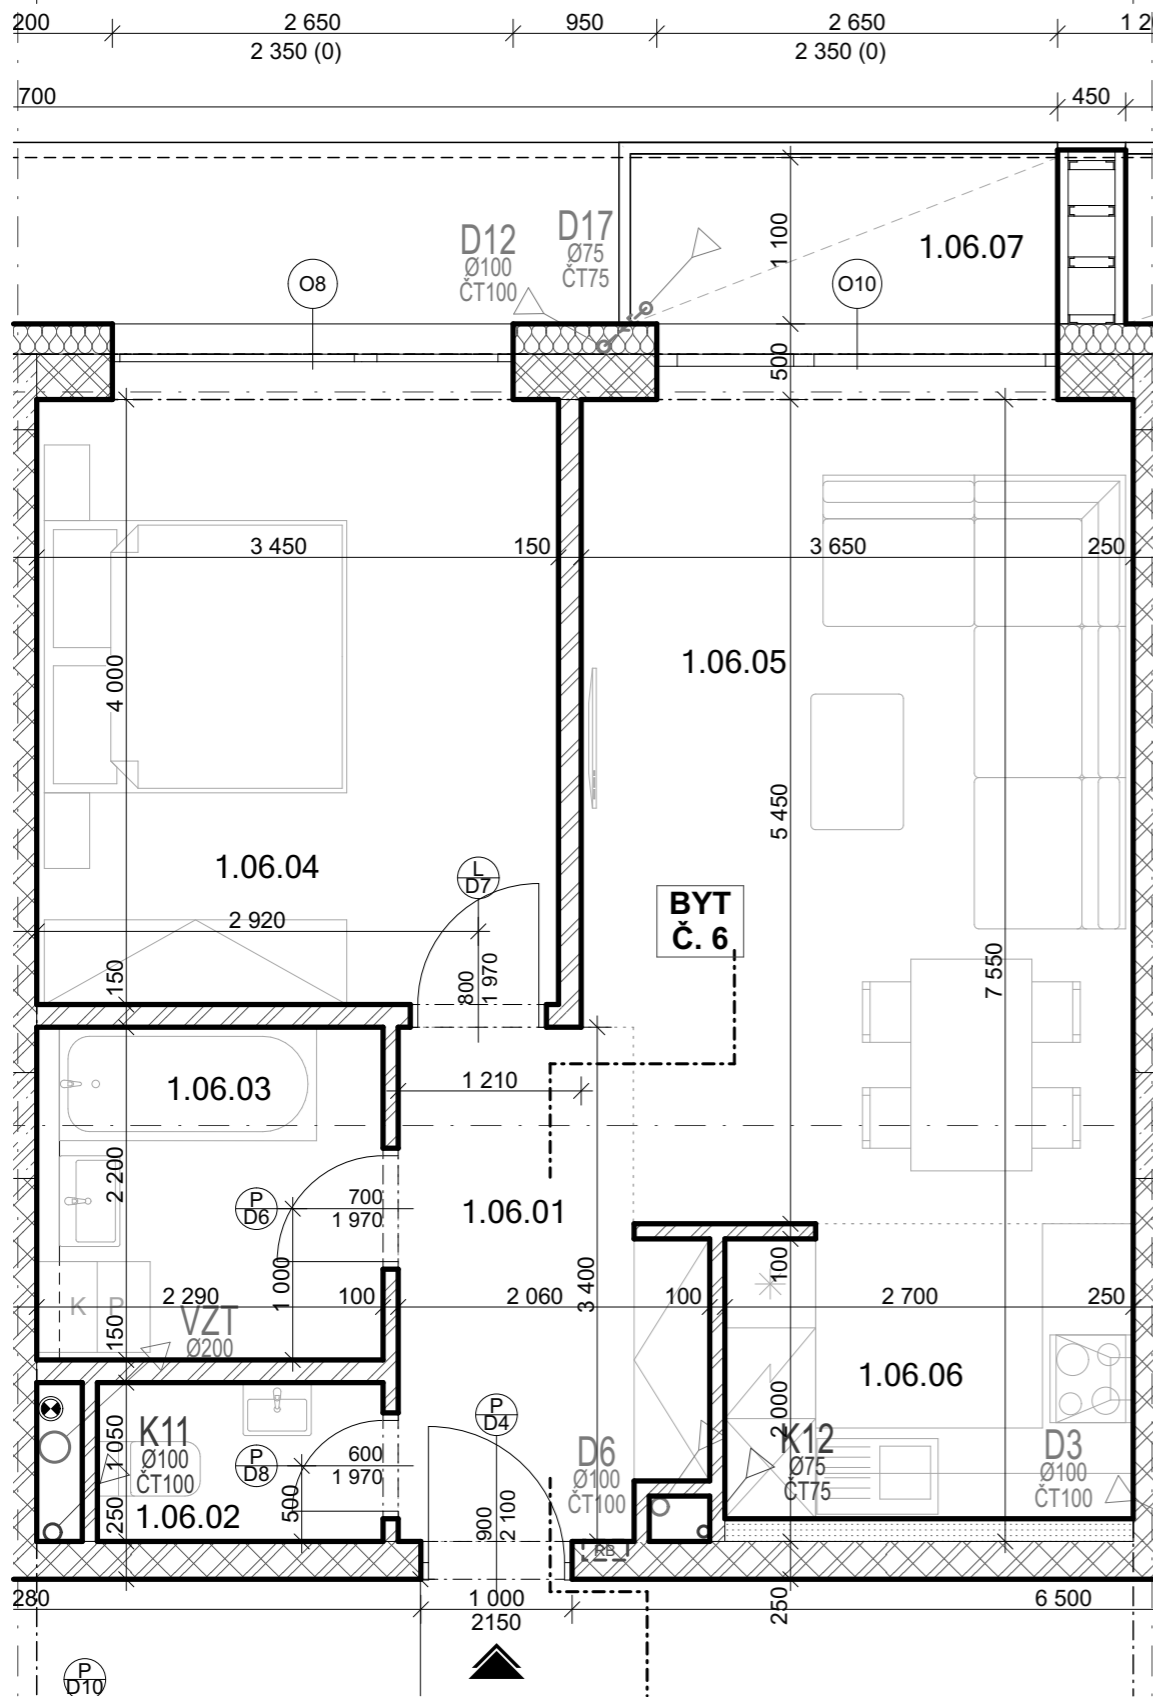 200
2 650
950
2 650
1 2
2 350 (0)
2 350 (0)
700
450
D12
Ø100
ČT100
D17
Ø75
ČT75
1 100
1.06.07
O8
O10
500
3 450
150
3 650
250
4 000
1.06.05
5 450
1.06.04
L
D7
2 920
BYT
Č. 6
150
800
1 970
7 550
1.06.03
1 210
2 200
P
D6
700
1 970
1.06.01
1 000
3 400
100
2 290
100
2 060
100
2 700
250
K
P
VZT
Ø200
150
1.06.06
2 000
P
D4
K11
Ø100
ČT100
1 050
P
D8
600
1 970
D6
Ø100
ČT100
K12
Ø75
ČT75
D3
Ø100
ČT100
250
1.06.02
500
900
2 100
RB
280
1 000
2150
250
6 500
P
D10